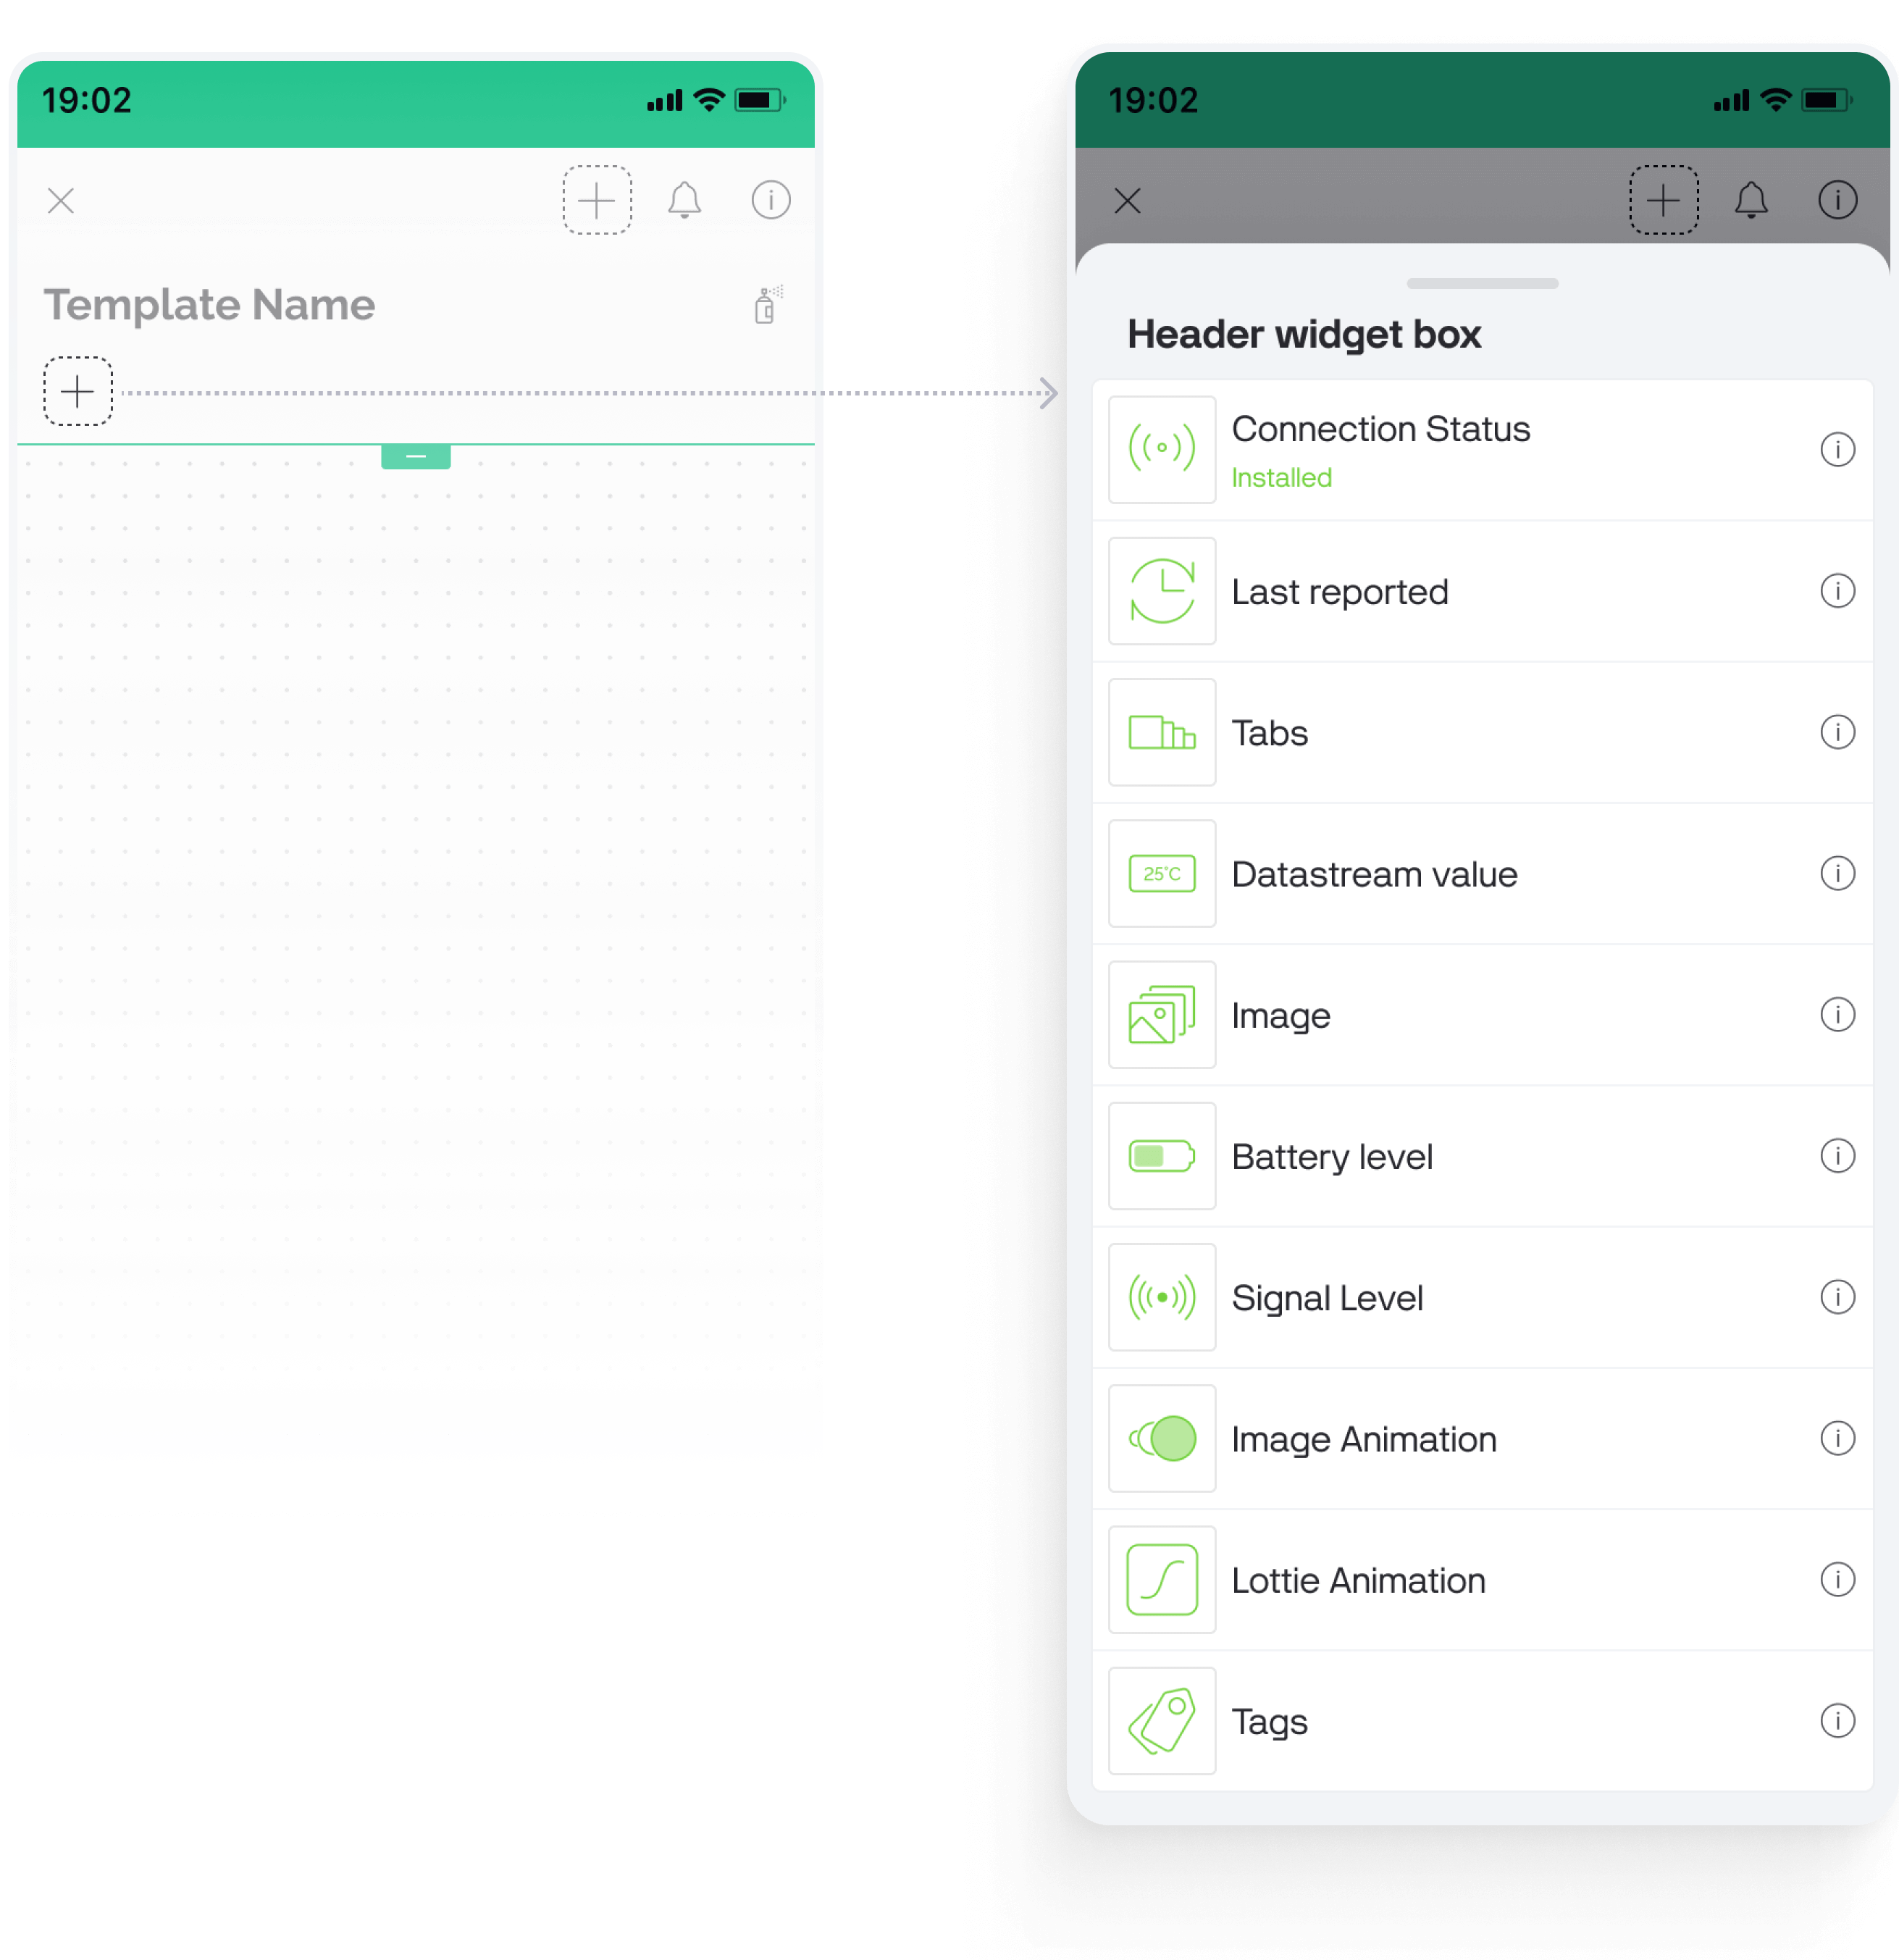 19:02
Template Name
19:02
Header widget box
Connection Status
Installed
Last reported
Tabs
25°C
Datastream value
Image
Battery level
Signal Level
Image Animation
Lottie Animation
Tags